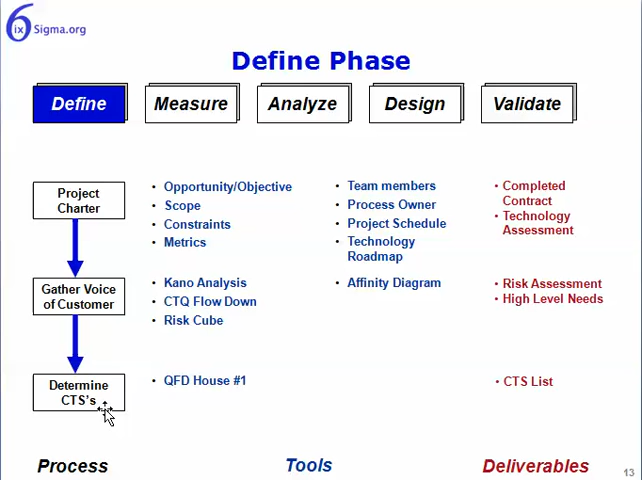 6ix Sigma.org
Define Phase
Define
Measure
Analyze
Design
Validate
Project
Charter
• Opportunity/Objective
• Scope
• Constraints
• Metrics
• Team members
• Process Owner
• Project Schedule
• Technology
Roadmap
• Completed
Contract
• Technology
Assessment
Gather Voice
of Customer
• Kano Analysis
• CTQ Flow Down
• Risk Cube
• Affinity Diagram
• Risk Assessment
• High Level Needs
Determine
CTS's
• QFD House #1
• CTS List
Process
Tools
Deliverables
13